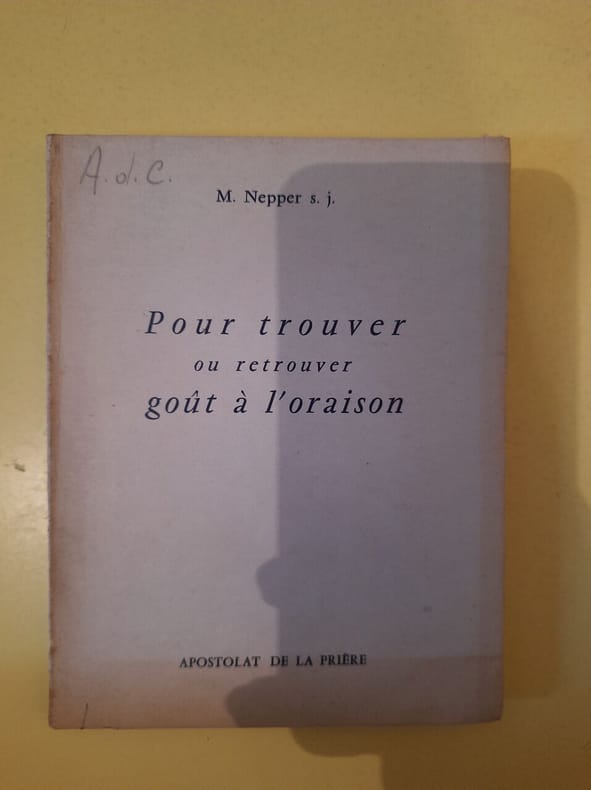 A.d.C.
M. Nepper s. j.
Pour trouver
ou retrouver
goût à l'oraison
APOSTOLAT DE LA PRIÈRE